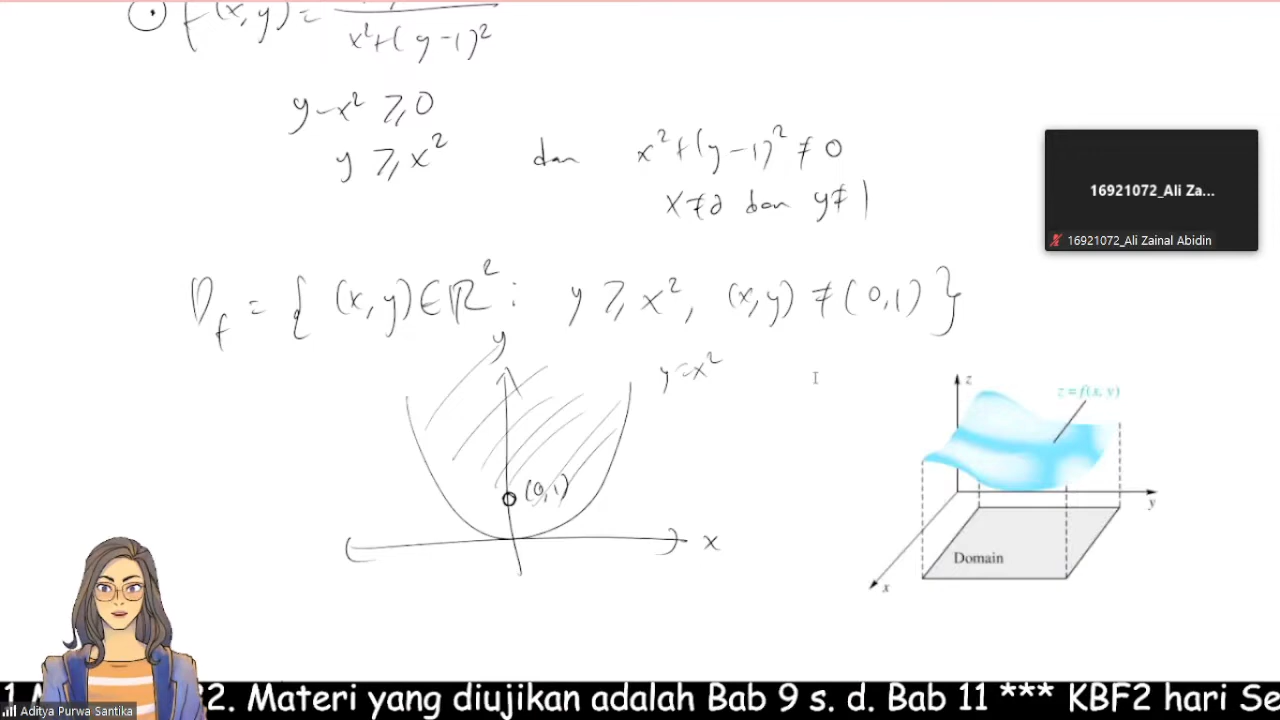 f(x,y) =
x²+(y-1)²
y-x² ⩾ 0
y ⩾ x² dan x²+(y-1)² ≠ 0
x≠0 dan y≠1
16921072_Ali Za...
16921072_Ali Zainal Abidin
D_f = { (x,y)∈ℝ² : y ⩾ x², (x,y) ≠ (0,1) }
y
y=x²
(0,1)
x
z
z = f(x, y)
y
Domain
x
Aditya Purwa Santika
2. Materi yang diujikan adalah Bab 9 s. d. Bab 11 *** KBF2 hari Se